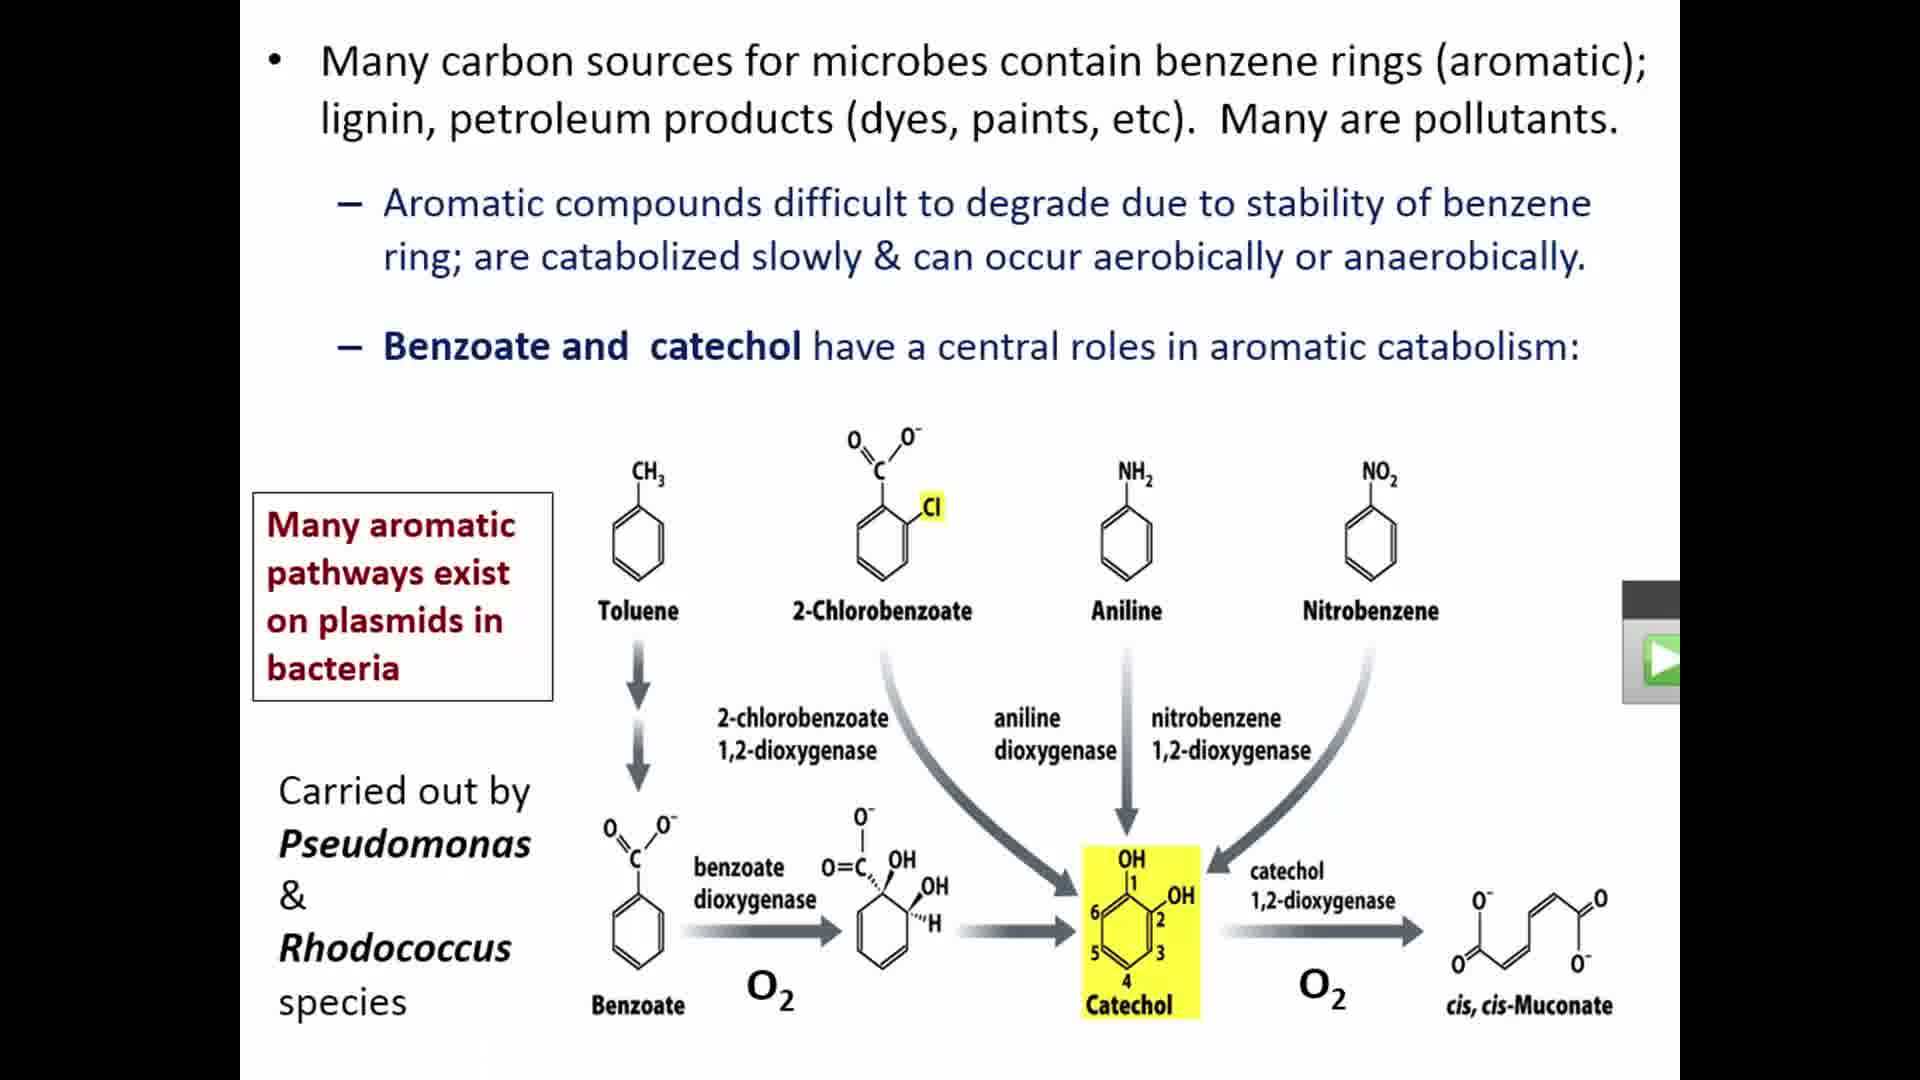 • Many carbon sources for microbes contain benzene rings (aromatic);
lignin, petroleum products (dyes, paints, etc). Many are pollutants.
– Aromatic compounds difficult to degrade due to stability of benzene
ring; are catabolized slowly & can occur aerobically or anaerobically.
– Benzoate and catechol have a central roles in aromatic catabolism:
Many aromatic
pathways exist
on plasmids in
bacteria
Carried out by
Pseudomonas
&
Rhodococcus
species
CH₃
O O⁻
C
Cl
NH₂
NO₂
Toluene
2-Chlorobenzoate
Aniline
Nitrobenzene
2-chlorobenzoate
1,2-dioxygenase
aniline
dioxygenase
nitrobenzene
1,2-dioxygenase
O O⁻
C
Benzoate
benzoate
dioxygenase
O₂
O⁻
O=C OH
OH
H
OH
1
OH
6
2
5 3
4
Catechol
catechol
1,2-dioxygenase
O₂
O⁻ O
O O⁻
cis, cis-Muconate